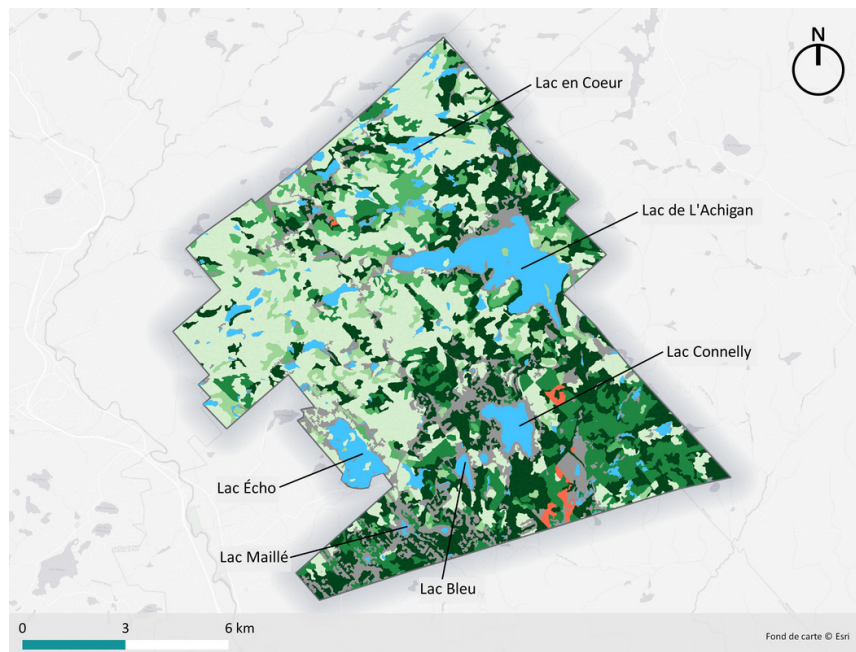 N
Lac en Coeur
Lac de L'Achigan
Lac Connelly
Lac Écho
Lac Maillé
Lac Bleu
0 3 6 km
Fond de carte © Esri